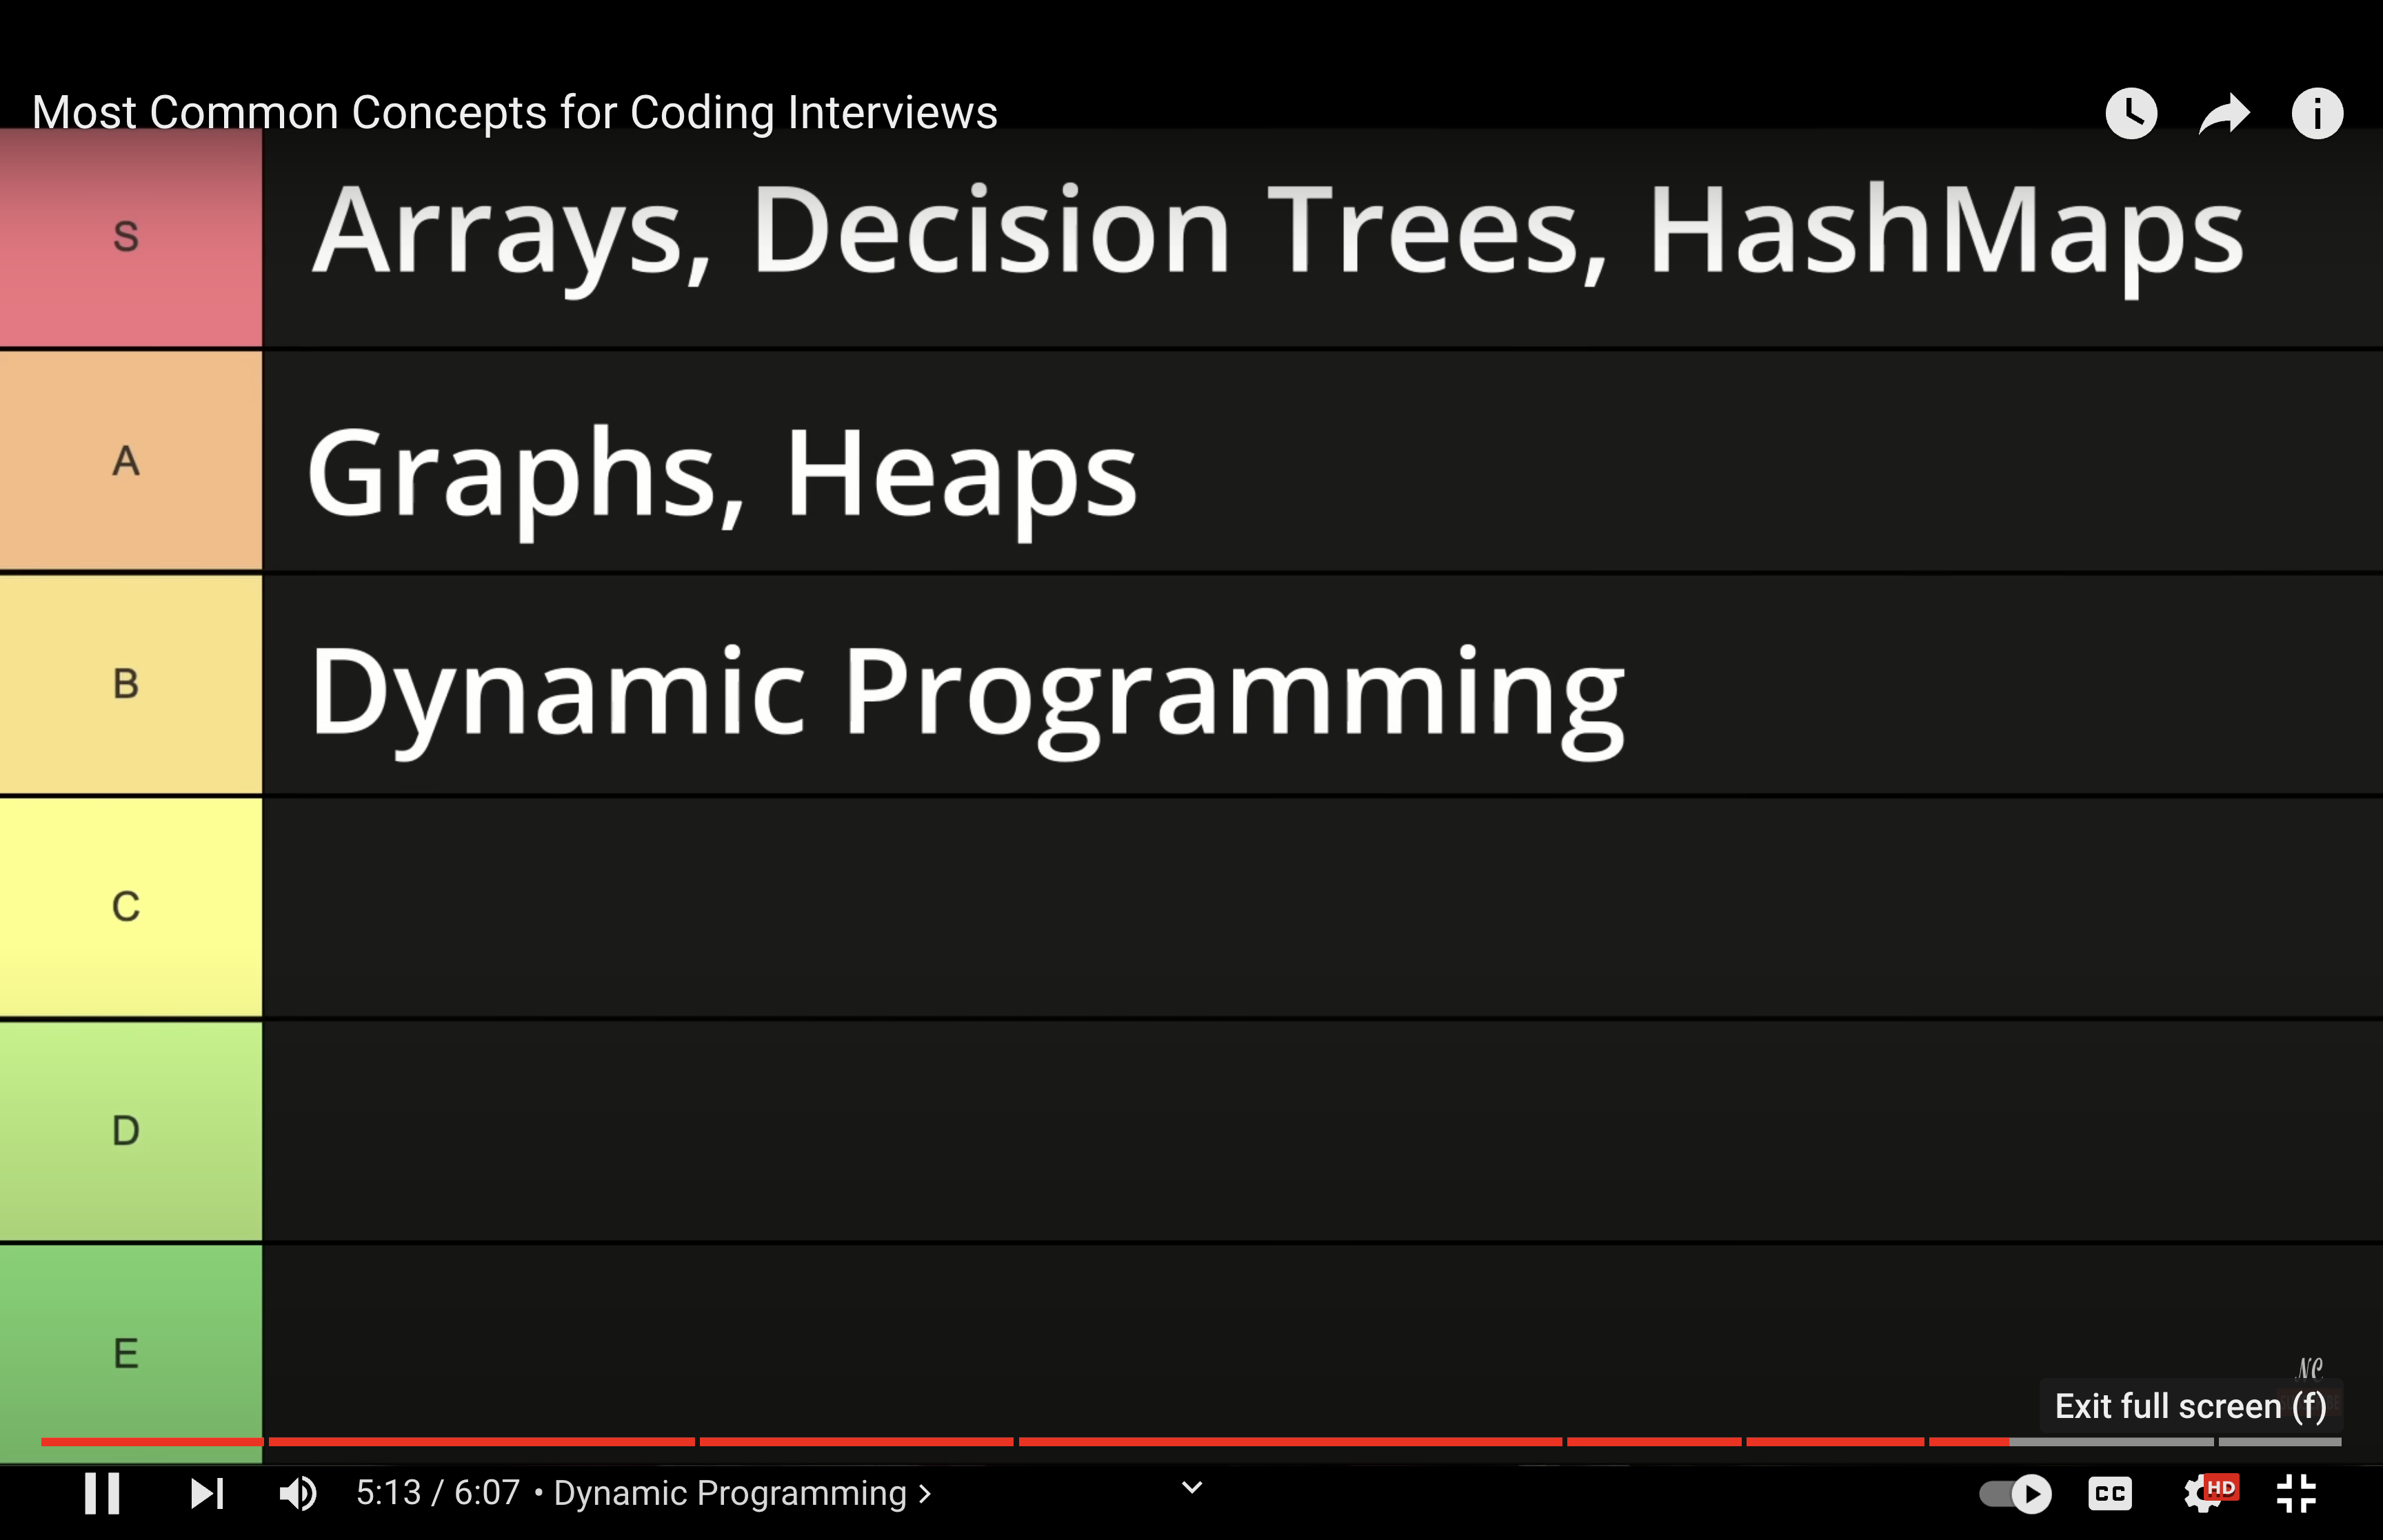 Most Common Concepts for Coding Interviews
S
Arrays, Decision Trees, HashMaps
A
Graphs, Heaps
B
Dynamic Programming
C
D
E
NC
Exit full screen (f)
5:13 / 6:07 • Dynamic Programming
CC
HD